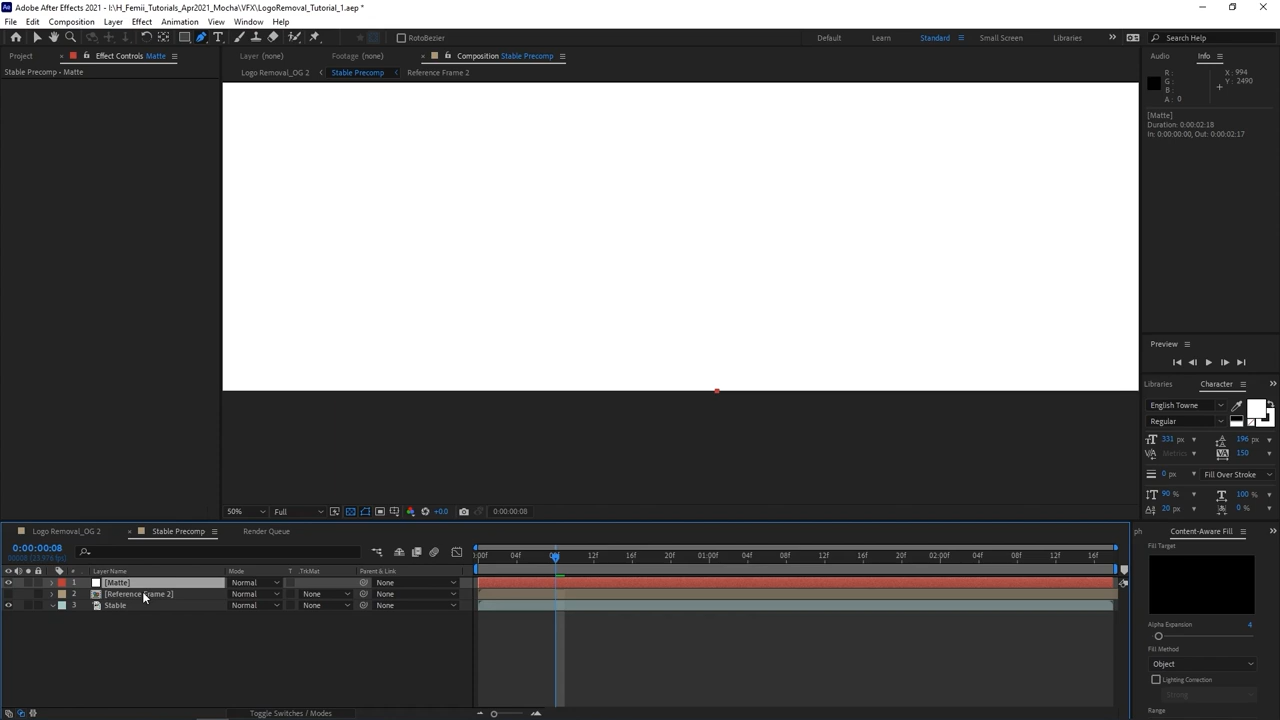 Adobe After Effects 2021 - I:\H_Femii_Tutorials_Apr2021_Mocha\VFX\LogoRemoval_Tutorial_1.aep *
File Edit Composition Layer Effect Animation View Window Help
RotoBezier
Default Learn Standard Small Screen Libraries Search Help
Project Effect Controls Matte Layer (none) Footage (none) Composition Stable Precomp Audio Info
Stable Precomp - Matte
Logo Removal_OG 2 Stable Precomp Reference Frame 2
R: X: 994
G: Y: 2490
B:
A: 0
[Matte]
Duration: 0:00:02:18
In: 0:00:00:00, Out: 0:00:02:17
Preview
Libraries Character
English Towne
Regular
331 px 196 px
Metrics 150
0 px Fill Over Stroke
90 % 100 %
20 px 0 %
50% Full +0.0 0:00:00:08
Logo Removal_OG 2 Stable Precomp Render Queue
ph Content-Aware Fill
Fill Target
0:00:00:08
# Layer Name Mode T .TrkMat Parent & Link
:00f 04f 12f 16f 20f 01:00f 04f 08f 12f 16f 20f 02:00f 04f 08f 12f 16f
1 [Matte] Normal None
2 [Reference Frame 2] Normal None None
3 Stable Normal None None
Alpha Expansion 4
Fill Method
Object
Lighting Correction
Strong
Range
Toggle Switches / Modes